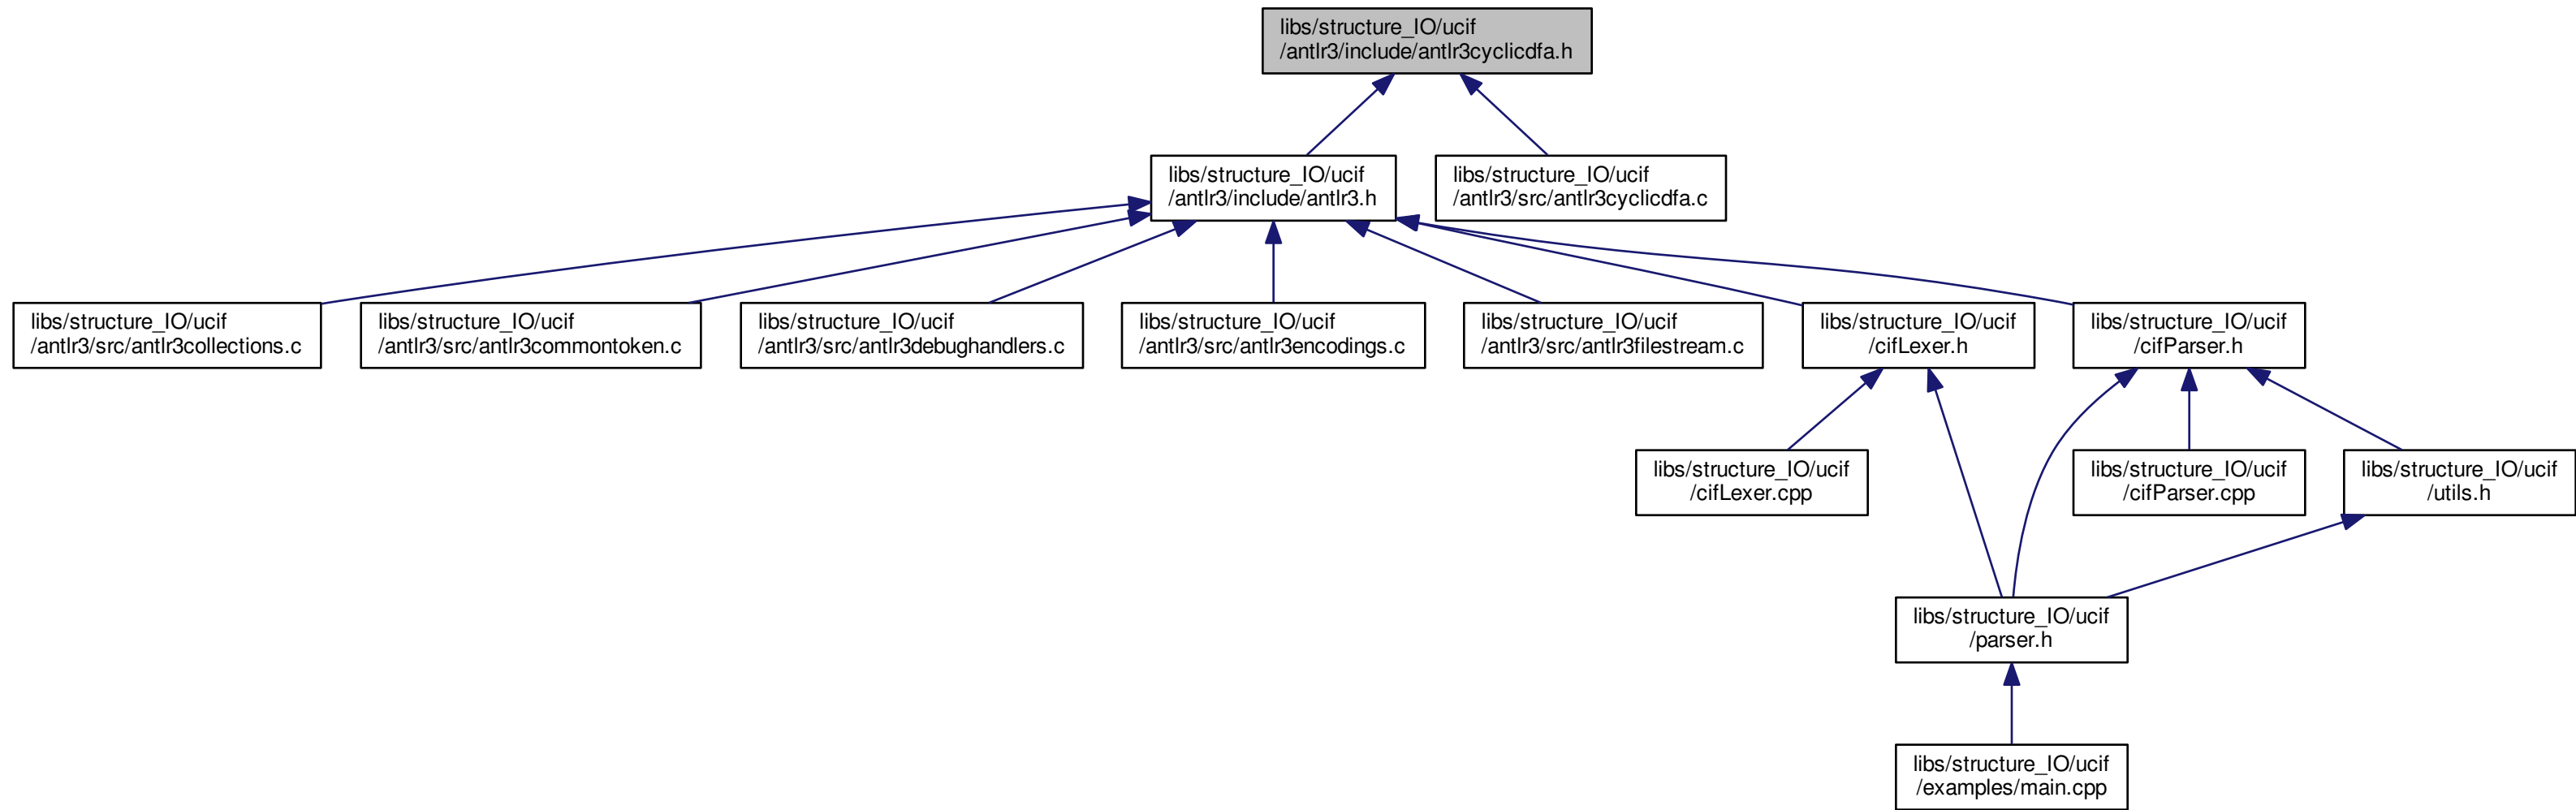 libs/structure_IO/ucif
/antlr3/include/antlr3cyclicdfa.h
libs/structure_IO/ucif
/antlr3/include/antlr3.h
libs/structure_IO/ucif
/antlr3/src/antlr3cyclicdfa.c
libs/structure_IO/ucif
/antlr3/src/antlr3collections.c
libs/structure_IO/ucif
/antlr3/src/antlr3commontoken.c
libs/structure_IO/ucif
/antlr3/src/antlr3debughandlers.c
libs/structure_IO/ucif
/antlr3/src/antlr3encodings.c
libs/structure_IO/ucif
/antlr3/src/antlr3filestream.c
libs/structure_IO/ucif
/cifLexer.h
libs/structure_IO/ucif
/cifParser.h
libs/structure_IO/ucif
/cifLexer.cpp
libs/structure_IO/ucif
/cifParser.cpp
libs/structure_IO/ucif
/utils.h
libs/structure_IO/ucif
/parser.h
libs/structure_IO/ucif
/examples/main.cpp